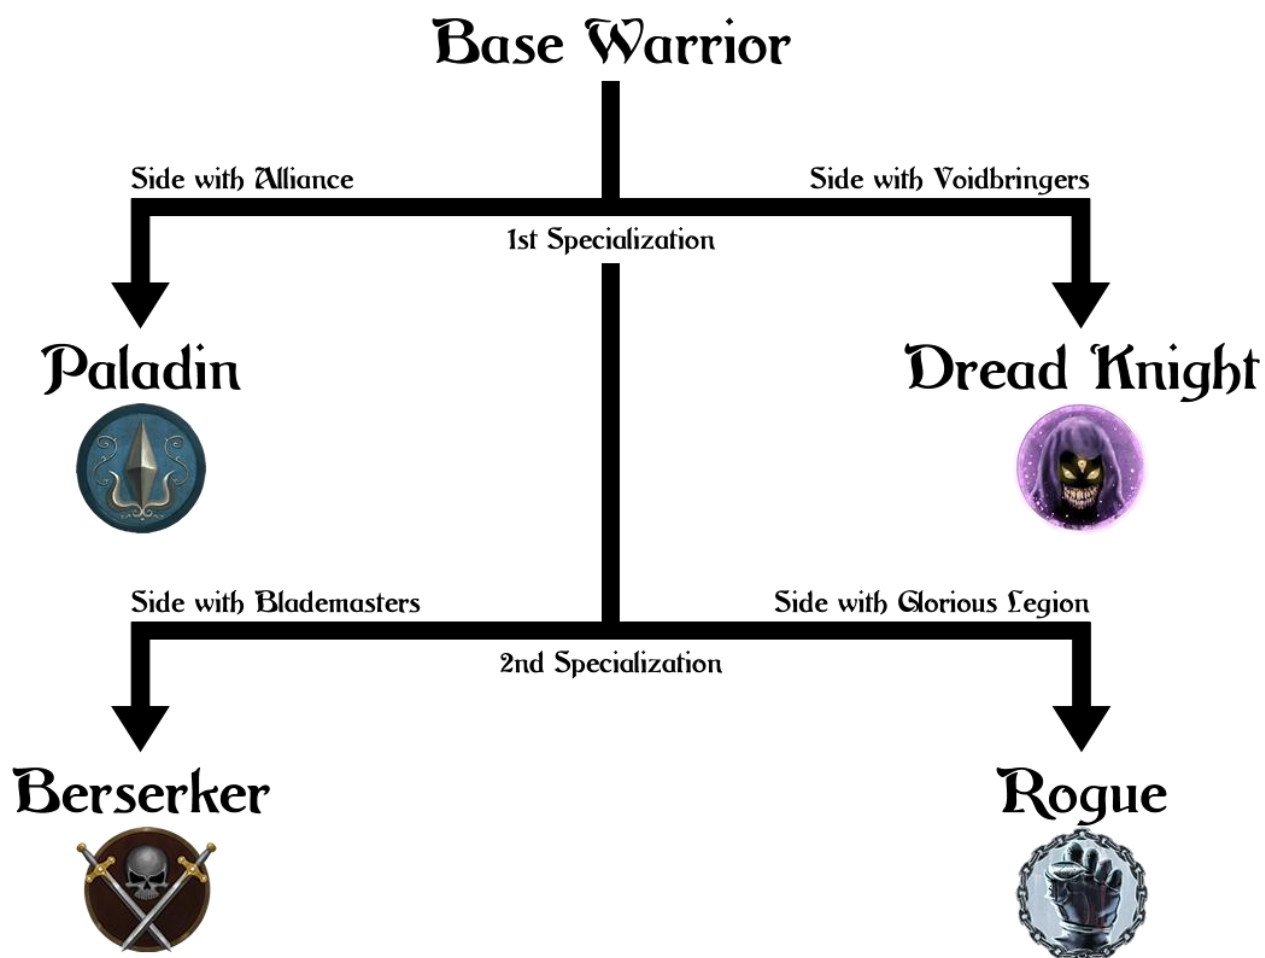 Base Warrior
Side with Alliance
Side with Voidbringers
1st Specialization
Paladin
Dread Knight
Side with Blademasters
Side with Glorious Legion
2nd Specialization
Berserker
Rogue